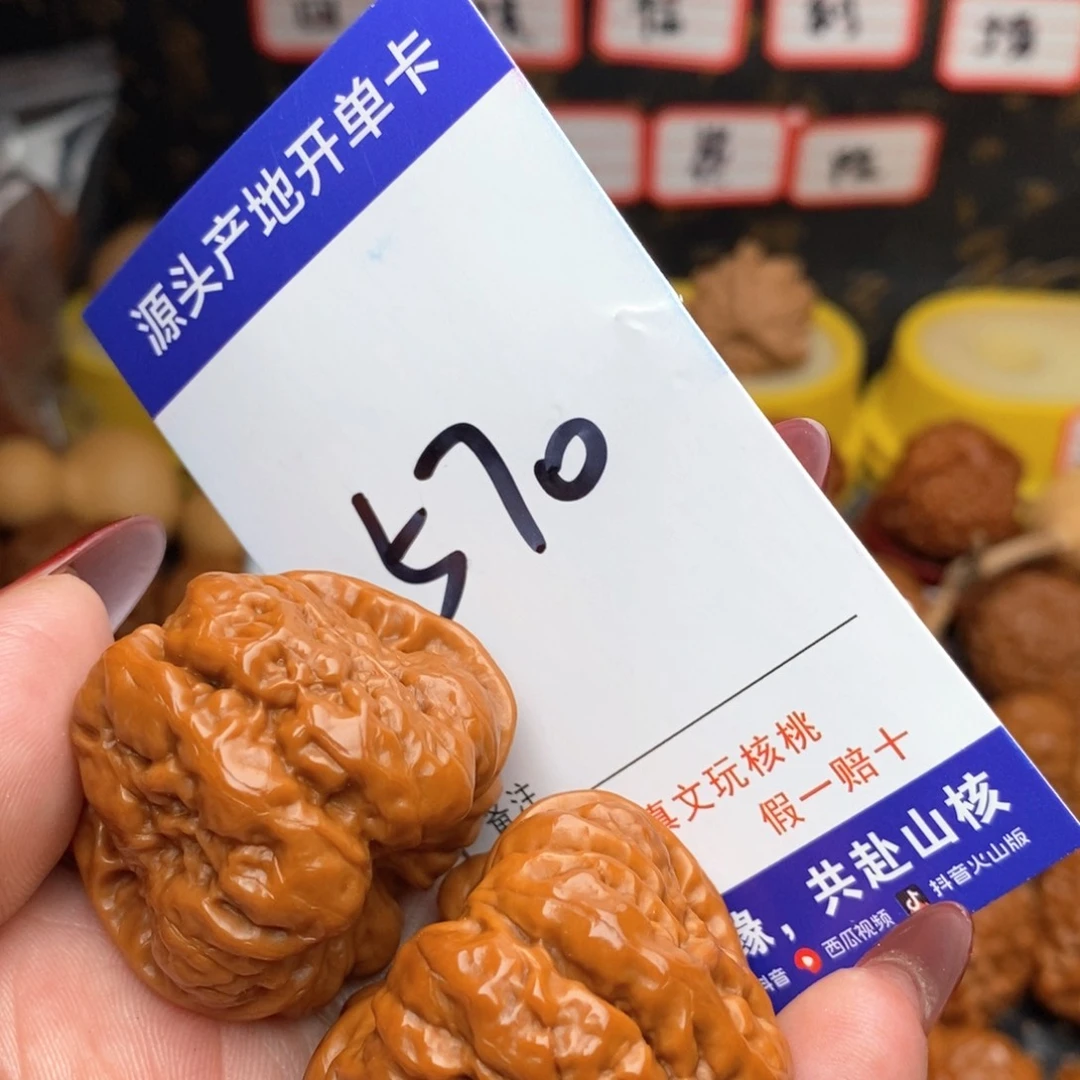 源头产地开单卡
570
备注
真文玩核桃
假一赔十
缘，共赴山核
抖音 西瓜视频 抖音火山版